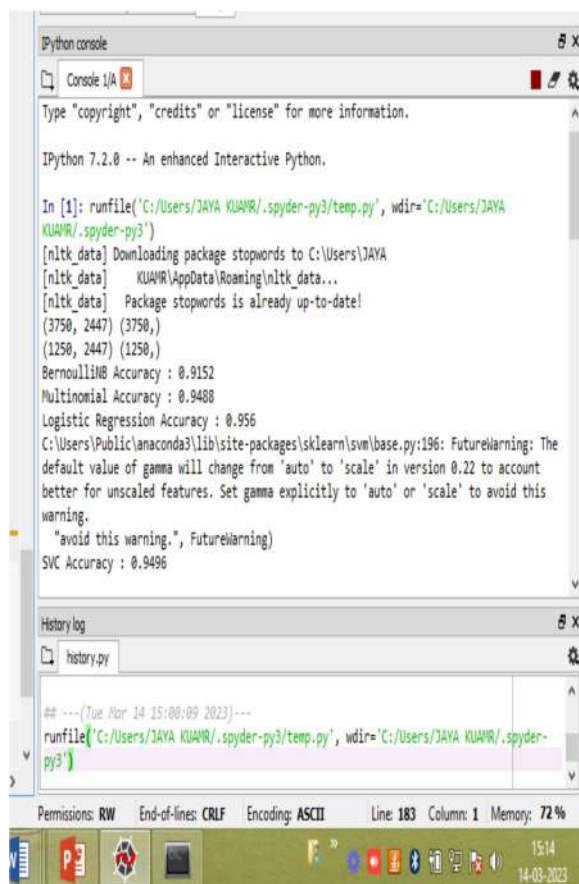 IPython console
Console 1/A
Type "copyright", "credits" or "license" for more information.
IPython 7.2.0 -- An enhanced Interactive Python.
In [1]: runfile('C:/Users/JAYA KUAMR/.spyder-py3/temp.py', wdir='C:/Users/JAYA
KUAMR/.spyder-py3')
[nltk_data] Downloading package stopwords to C:\Users\JAYA
[nltk_data]     KUAMR\AppData\Roaming\nltk_data...
[nltk_data]   Package stopwords is already up-to-date!
(3750, 2447) (3750,)
(1250, 2447) (1250,)
BernoulliNB Accuracy : 0.9152
Multinomial Accuracy : 0.9488
Logistic Regression Accuracy : 0.956
C:\Users\Public\anaconda3\lib\site-packages\sklearn\svm\base.py:196: FutureWarning: The
default value of gamma will change from 'auto' to 'scale' in version 0.22 to account
better for unscaled features. Set gamma explicitly to 'auto' or 'scale' to avoid this
warning.
"avoid this warning.", FutureWarning)
SVC Accuracy : 0.9496
History log
history.py
## ---(Tue Mar 14 15:00:09 2023)---
runfile('C:/Users/JAYA KUAMR/.spyder-py3/temp.py', wdir='C:/Users/JAYA KUAMR/.spyder-
py3')
Permissions: RW End-of-lines: CRLF Encoding: ASCII Line: 183 Column: 1 Memory: 72 %
15:14
14-03-2023